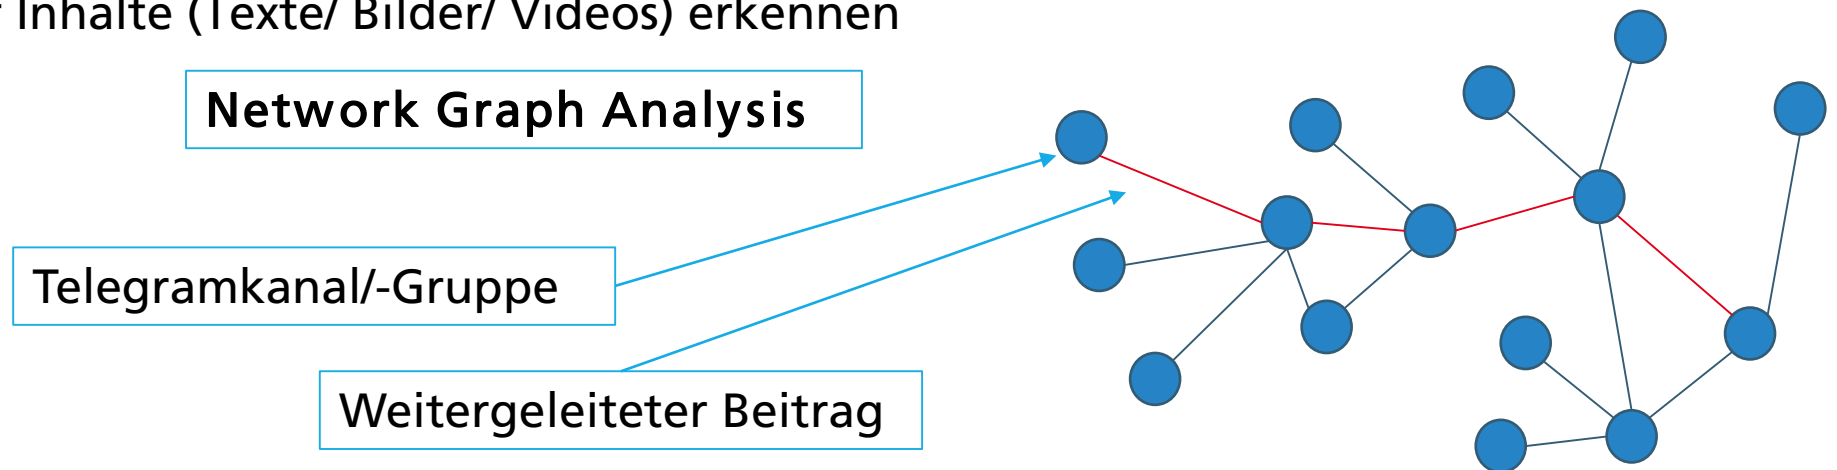 Inhalte (Texte/ Bilder/ Videos) erkennen
Network Graph Analysis
Telegramkanal/-Gruppe
Weitergeleiteter Beitrag